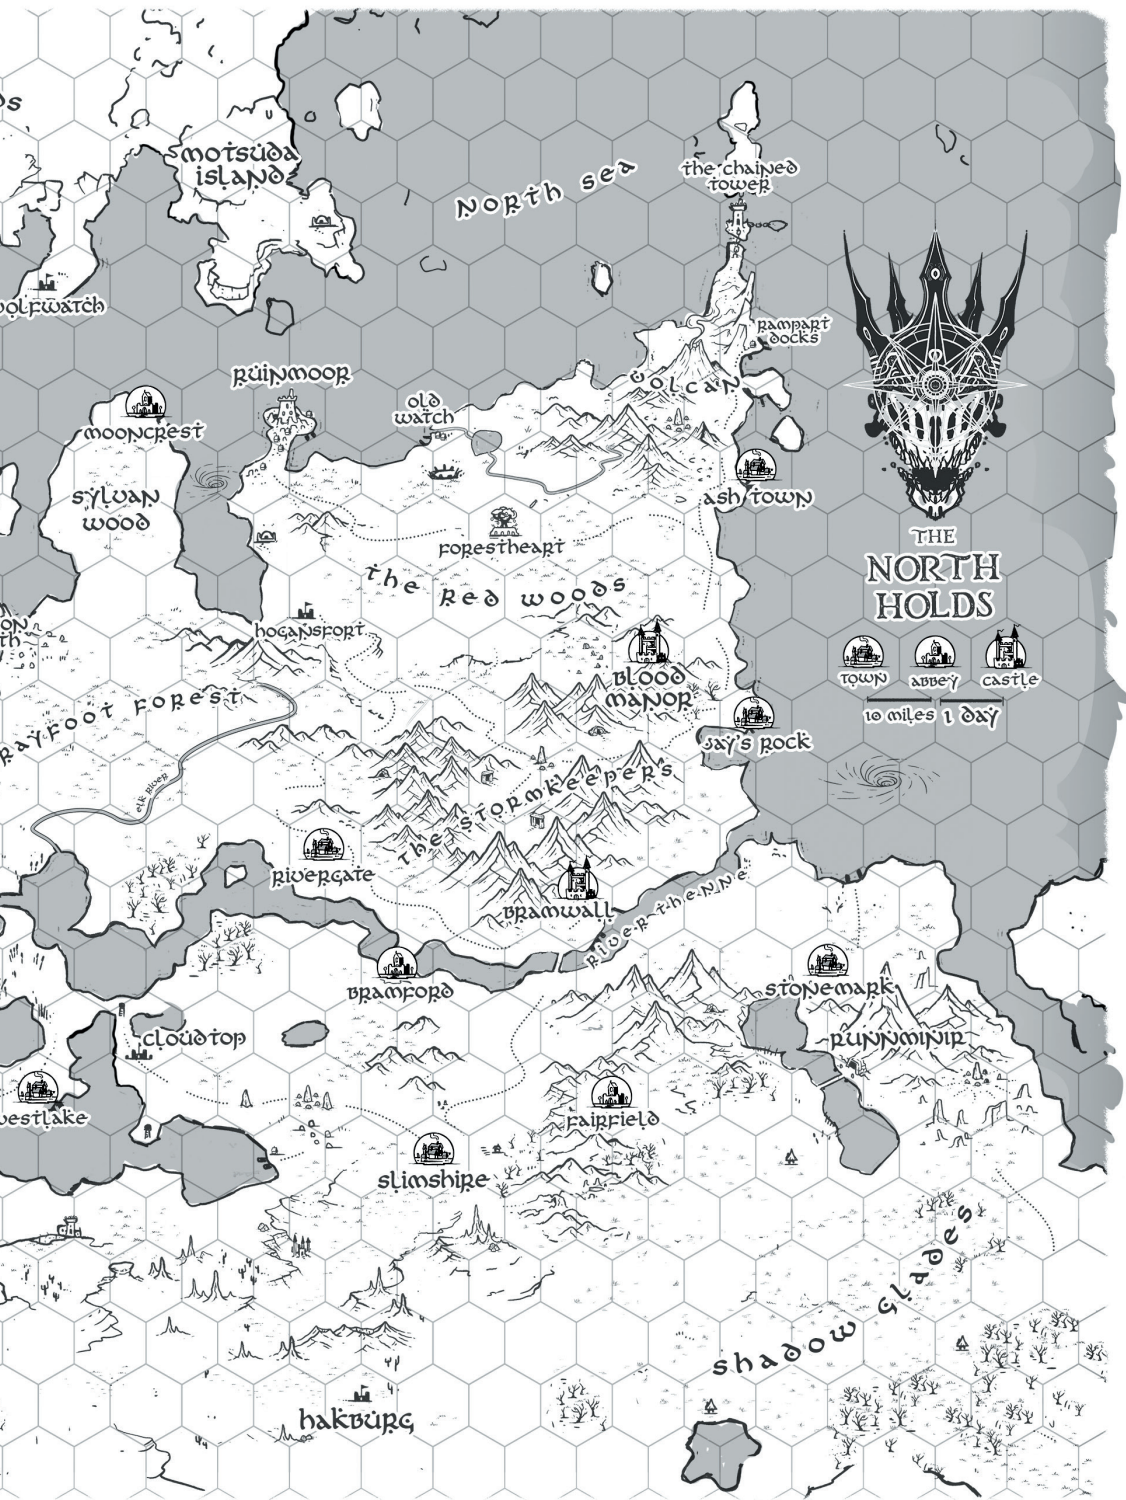 Motsuda
Island
North Sea
The Chained
Tower
Rampart
Docks
Volcan
Ruinmoor
Old
Watch
Mooncrest
Sylvan
Wood
Ash Town
Forestheart
The Red Woods
Hogansfort
Blood
Manor
Jay's Rock
The Stormkeepers
Elk River
Rivergate
Bramwall
River Thenne
Bramford
Stonemark
Cloudtop
Runnminir
Fairfield
Slimshire
Shadow Glades
Hakburg
THE
NORTH
HOLDS
Town
Abbey
Castle
10 Miles 1 Day